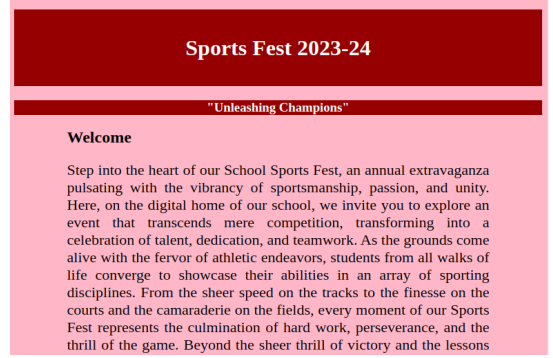 Sports Fest 2023-24
"Unleashing Champions"
Welcome
Step into the heart of our School Sports Fest, an annual extravaganza
pulsating with the vibrancy of sportsmanship, passion, and unity.
Here, on the digital home of our school, we invite you to explore an
event that transcends mere competition, transforming into a
celebration of talent, dedication, and teamwork. As the grounds come
alive with the fervor of athletic endeavors, students from all walks of
life converge to showcase their abilities in an array of sporting
disciplines. From the sheer speed on the tracks to the finesse on the
courts and the camaraderie on the fields, every moment of our Sports
Fest represents the culmination of hard work, perseverance, and the
thrill of the game. Beyond the sheer thrill of victory and the lessons